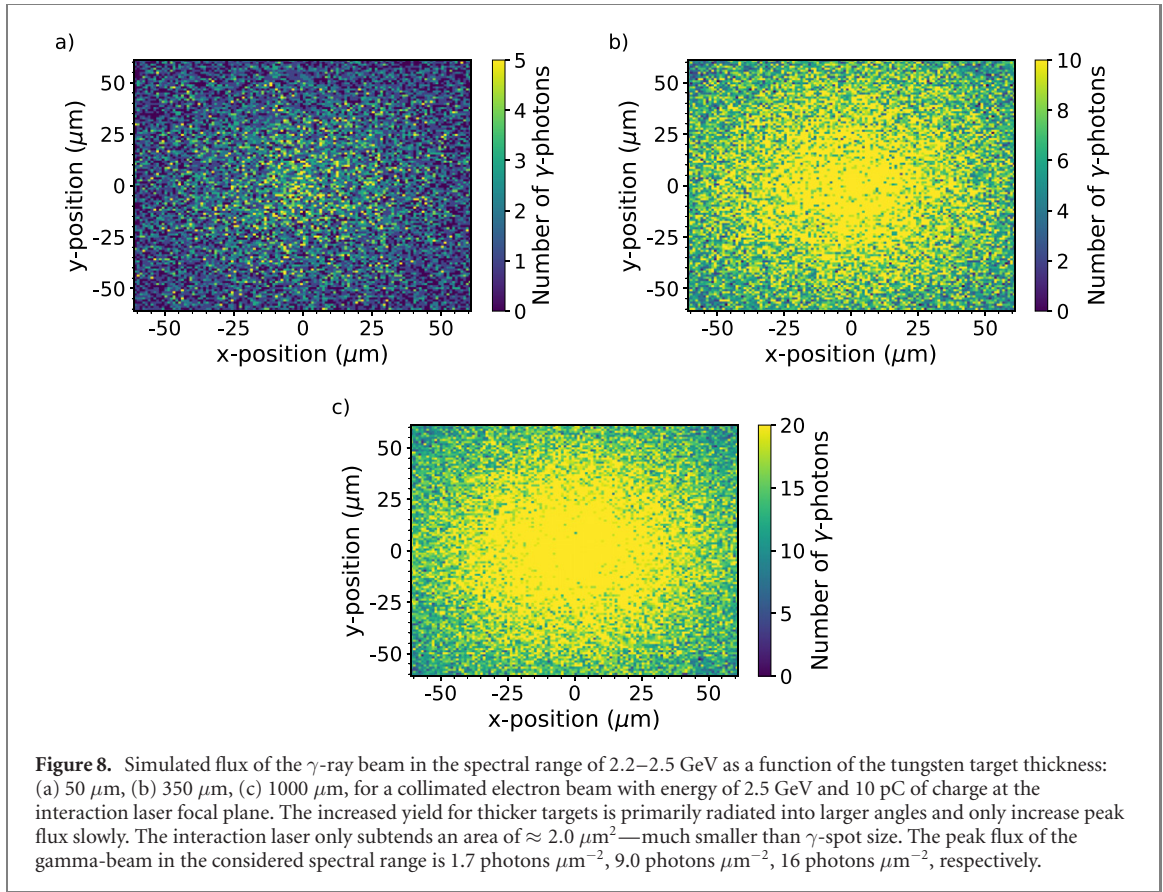 a)
50
25
0
-25
-50
y-position (μm)
-50 -25 0 25 50
x-position (μm)
5
4
3
2
1
0
Number of γ-photons
b)
50
25
0
-25
-50
y-position (μm)
-50 -25 0 25 50
x-position (μm)
10
8
6
4
2
0
Number of γ-photons
c)
50
25
0
-25
-50
y-position (μm)
-50 -25 0 25 50
x-position (μm)
20
15
10
5
0
Number of γ-photons
Figure 8. Simulated flux of the γ-ray beam in the spectral range of 2.2–2.5 GeV as a function of the tungsten target thickness:
(a) 50 μm, (b) 350 μm, (c) 1000 μm, for a collimated electron beam with energy of 2.5 GeV and 10 pC of charge at the
interaction laser focal plane. The increased yield for thicker targets is primarily radiated into larger angles and only increase peak
flux slowly. The interaction laser only subtends an area of ≈ 2.0 μm²—much smaller than γ-spot size. The peak flux of the
gamma-beam in the considered spectral range is 1.7 photons μm⁻², 9.0 photons μm⁻², 16 photons μm⁻², respectively.